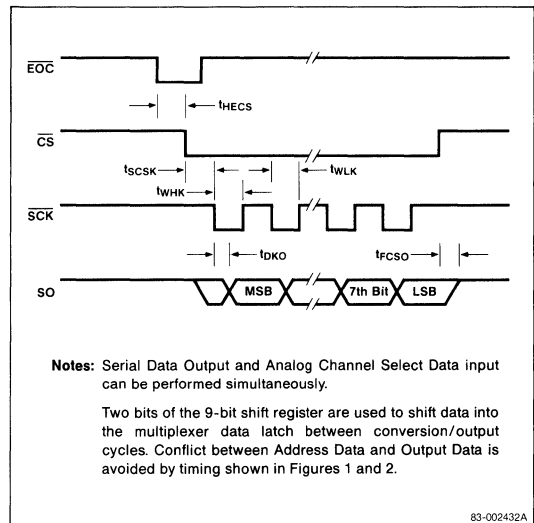 EOC
tHECS
CS
tSCSK
tWLK
tWHK
SCK
tDKO
tFCSO
SO
MSB
7th Bit
LSB
Notes: Serial Data Output and Analog Channel Select Data input
can be performed simultaneously.
Two bits of the 9-bit shift register are used to shift data into
the multiplexer data latch between conversion/output
cycles. Conflict between Address Data and Output Data is
avoided by timing shown in Figures 1 and 2.
83-002432A